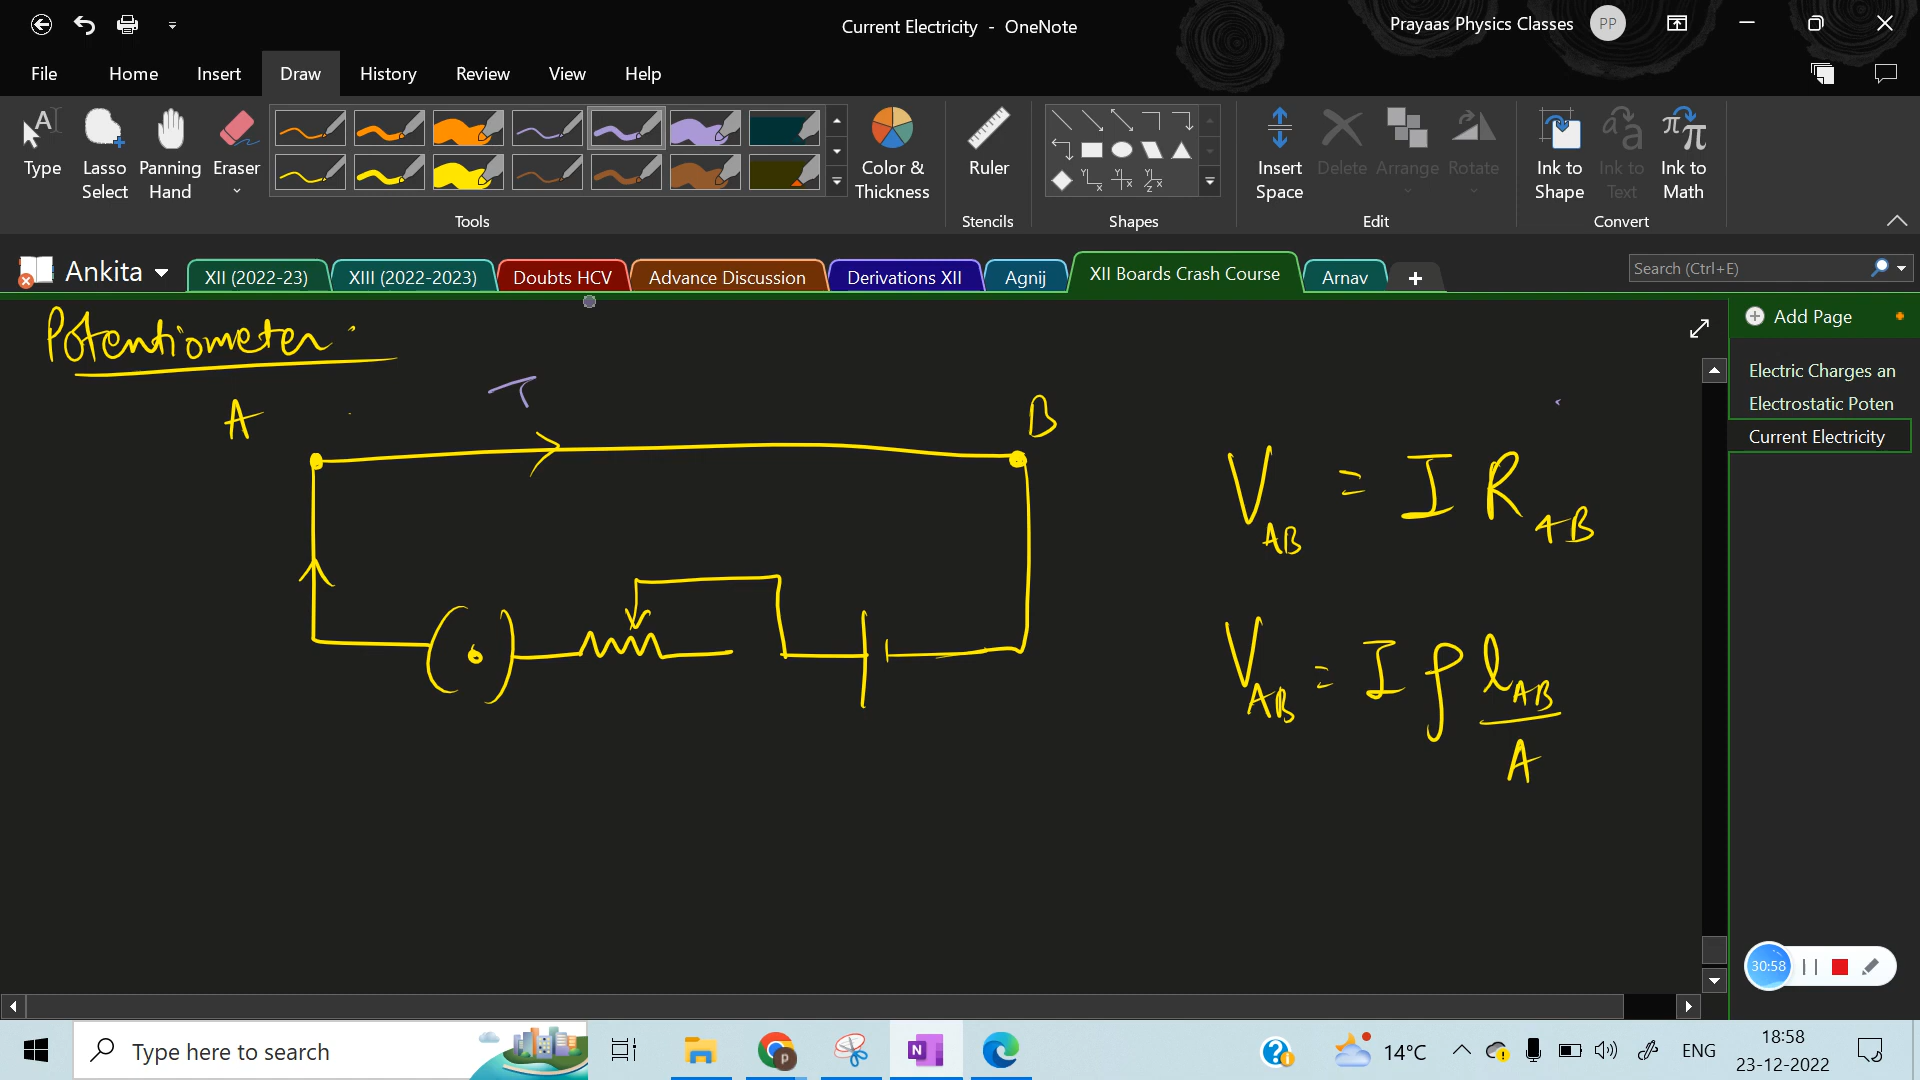 Current Electricity - OneNote
Prayaas Physics Classes PP
File Home Insert Draw History Review View Help
Type Lasso Select Panning Hand Eraser Color & Thickness Ruler Insert Space Delete Arrange Rotate Ink to Shape Ink to Text Ink to Math
Tools Stencils Shapes Edit Convert
Ankita XII (2022-23) XIII (2022-2023) Doubts HCV Advance Discussion Derivations XII Agnij XII Boards Crash Course Arnav + Search (Ctrl+E)
Potentiometer :
Add Page
Electric Charges an
Electrostatic Poten
Current Electricity
A B
V_AB = I R_AB
V_AB = I ρ l_AB / A
30:58
Type here to search 14°C ENG 18:58
23-12-2022